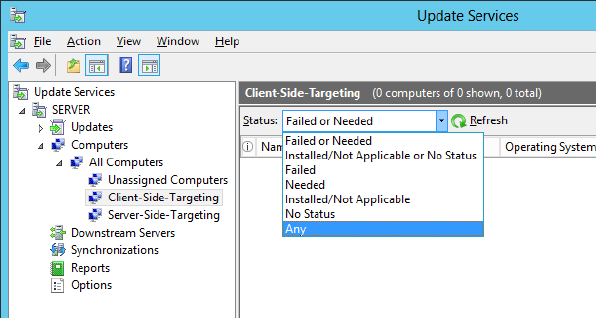 Update Services
File Action View Window Help
Update Services
SERVER
Updates
Computers
All Computers
Unassigned Computers
Client-Side-Targeting
Server-Side-Targeting
Downstream Servers
Synchronizations
Reports
Options
Client-Side-Targeting (0 computers of 0 shown, 0 total)
Status: Failed or Needed Refresh
Operating System
Failed or Needed
Installed/Not Applicable or No Status
Failed
Needed
Installed/Not Applicable
No Status
Any